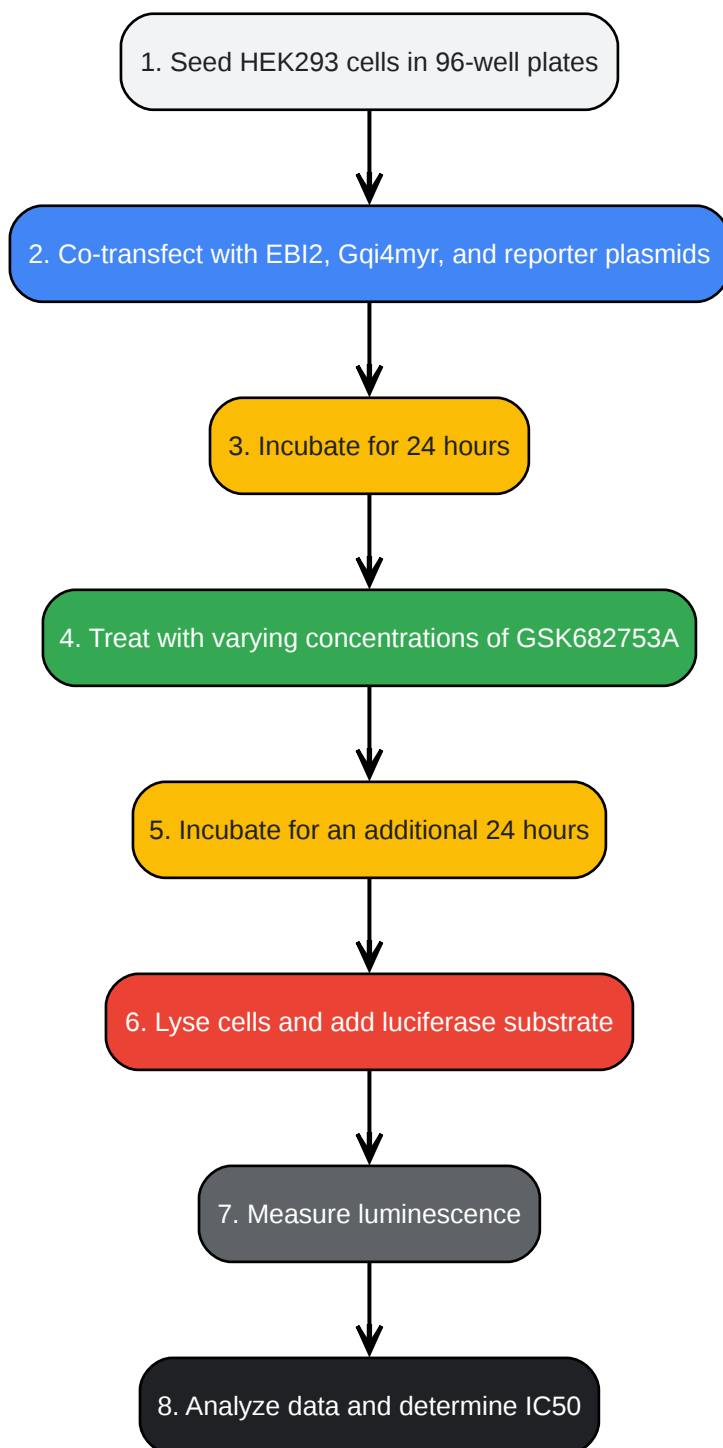 1. Seed HEK293 cells in 96-well plates
2. Co-transfect with EBI2, Gqi4myr, and reporter plasmids
3. Incubate for 24 hours
4. Treat with varying concentrations of GSK682753A
5. Incubate for an additional 24 hours
6. Lyse cells and add luciferase substrate
7. Measure luminescence
8. Analyze data and determine IC50